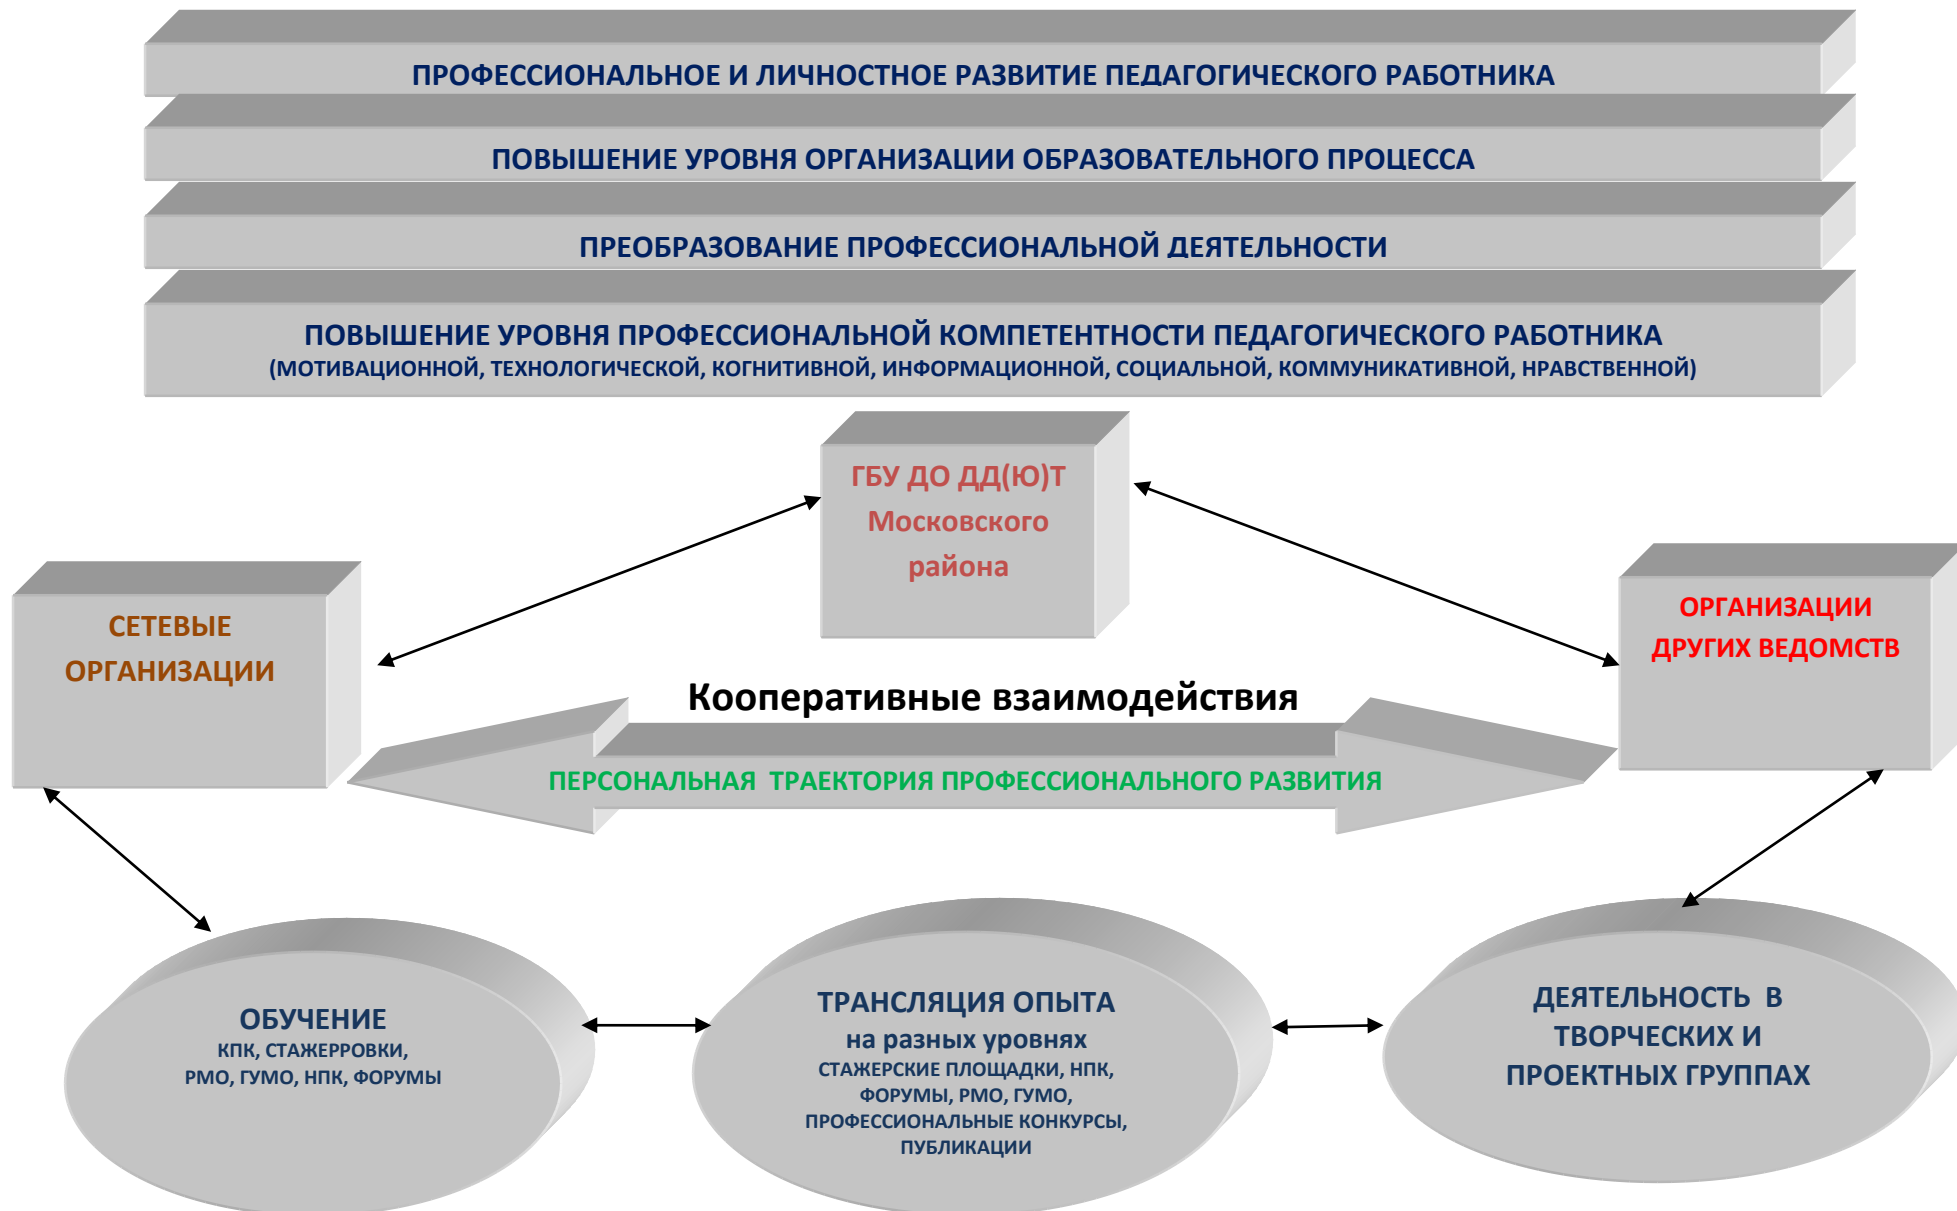 ПРОФЕССИОНАЛЬНОЕ И ЛИЧНОСТНОЕ РАЗВИТИЕ ПЕДАГОГИЧЕСКОГО РАБОТНИКА
ПОВЫШЕНИЕ УРОВНЯ ОРГАНИЗАЦИИ ОБРАЗОВАТЕЛЬНОГО ПРОЦЕССА
ПРЕОБРАЗОВАНИЕ ПРОФЕССИОНАЛЬНОЙ ДЕЯТЕЛЬНОСТИ
ПОВЫШЕНИЕ УРОВНЯ ПРОФЕССИОНАЛЬНОЙ КОМПЕТЕНТНОСТИ ПЕДАГОГИЧЕСКОГО РАБОТНИКА
(МОТИВАЦИОННОЙ, ТЕХНОЛОГИЧЕСКОЙ, КОГНИТИВНОЙ, ИНФОРМАЦИОННОЙ, СОЦИАЛЬНОЙ, КОММУНИКАТИВНОЙ, НРАВСТВЕННОЙ)
ГБУ ДО ДД(Ю)Т
Московского
района
СЕТЕВЫЕ
ОРГАНИЗАЦИИ
ОРГАНИЗАЦИИ
ДРУГИХ ВЕДОМСТВ
Кооперативные взаимодействия
ПЕРСОНАЛЬНАЯ ТРАЕКТОРИЯ ПРОФЕССИОНАЛЬНОГО РАЗВИТИЯ
ОБУЧЕНИЕ
КПК, СТАЖЕРРОВКИ,
РМО, ГУМО, НПК, ФОРУМЫ
ТРАНСЛЯЦИЯ ОПЫТА
на разных уровнях
СТАЖЕРСКИЕ ПЛОЩАДКИ, НПК,
ФОРУМЫ, РМО, ГУМО,
ПРОФЕССИОНАЛЬНЫЕ КОНКУРСЫ,
ПУБЛИКАЦИИ
ДЕЯТЕЛЬНОСТЬ В
ТВОРЧЕСКИХ И
ПРОЕКТНЫХ ГРУППАХ